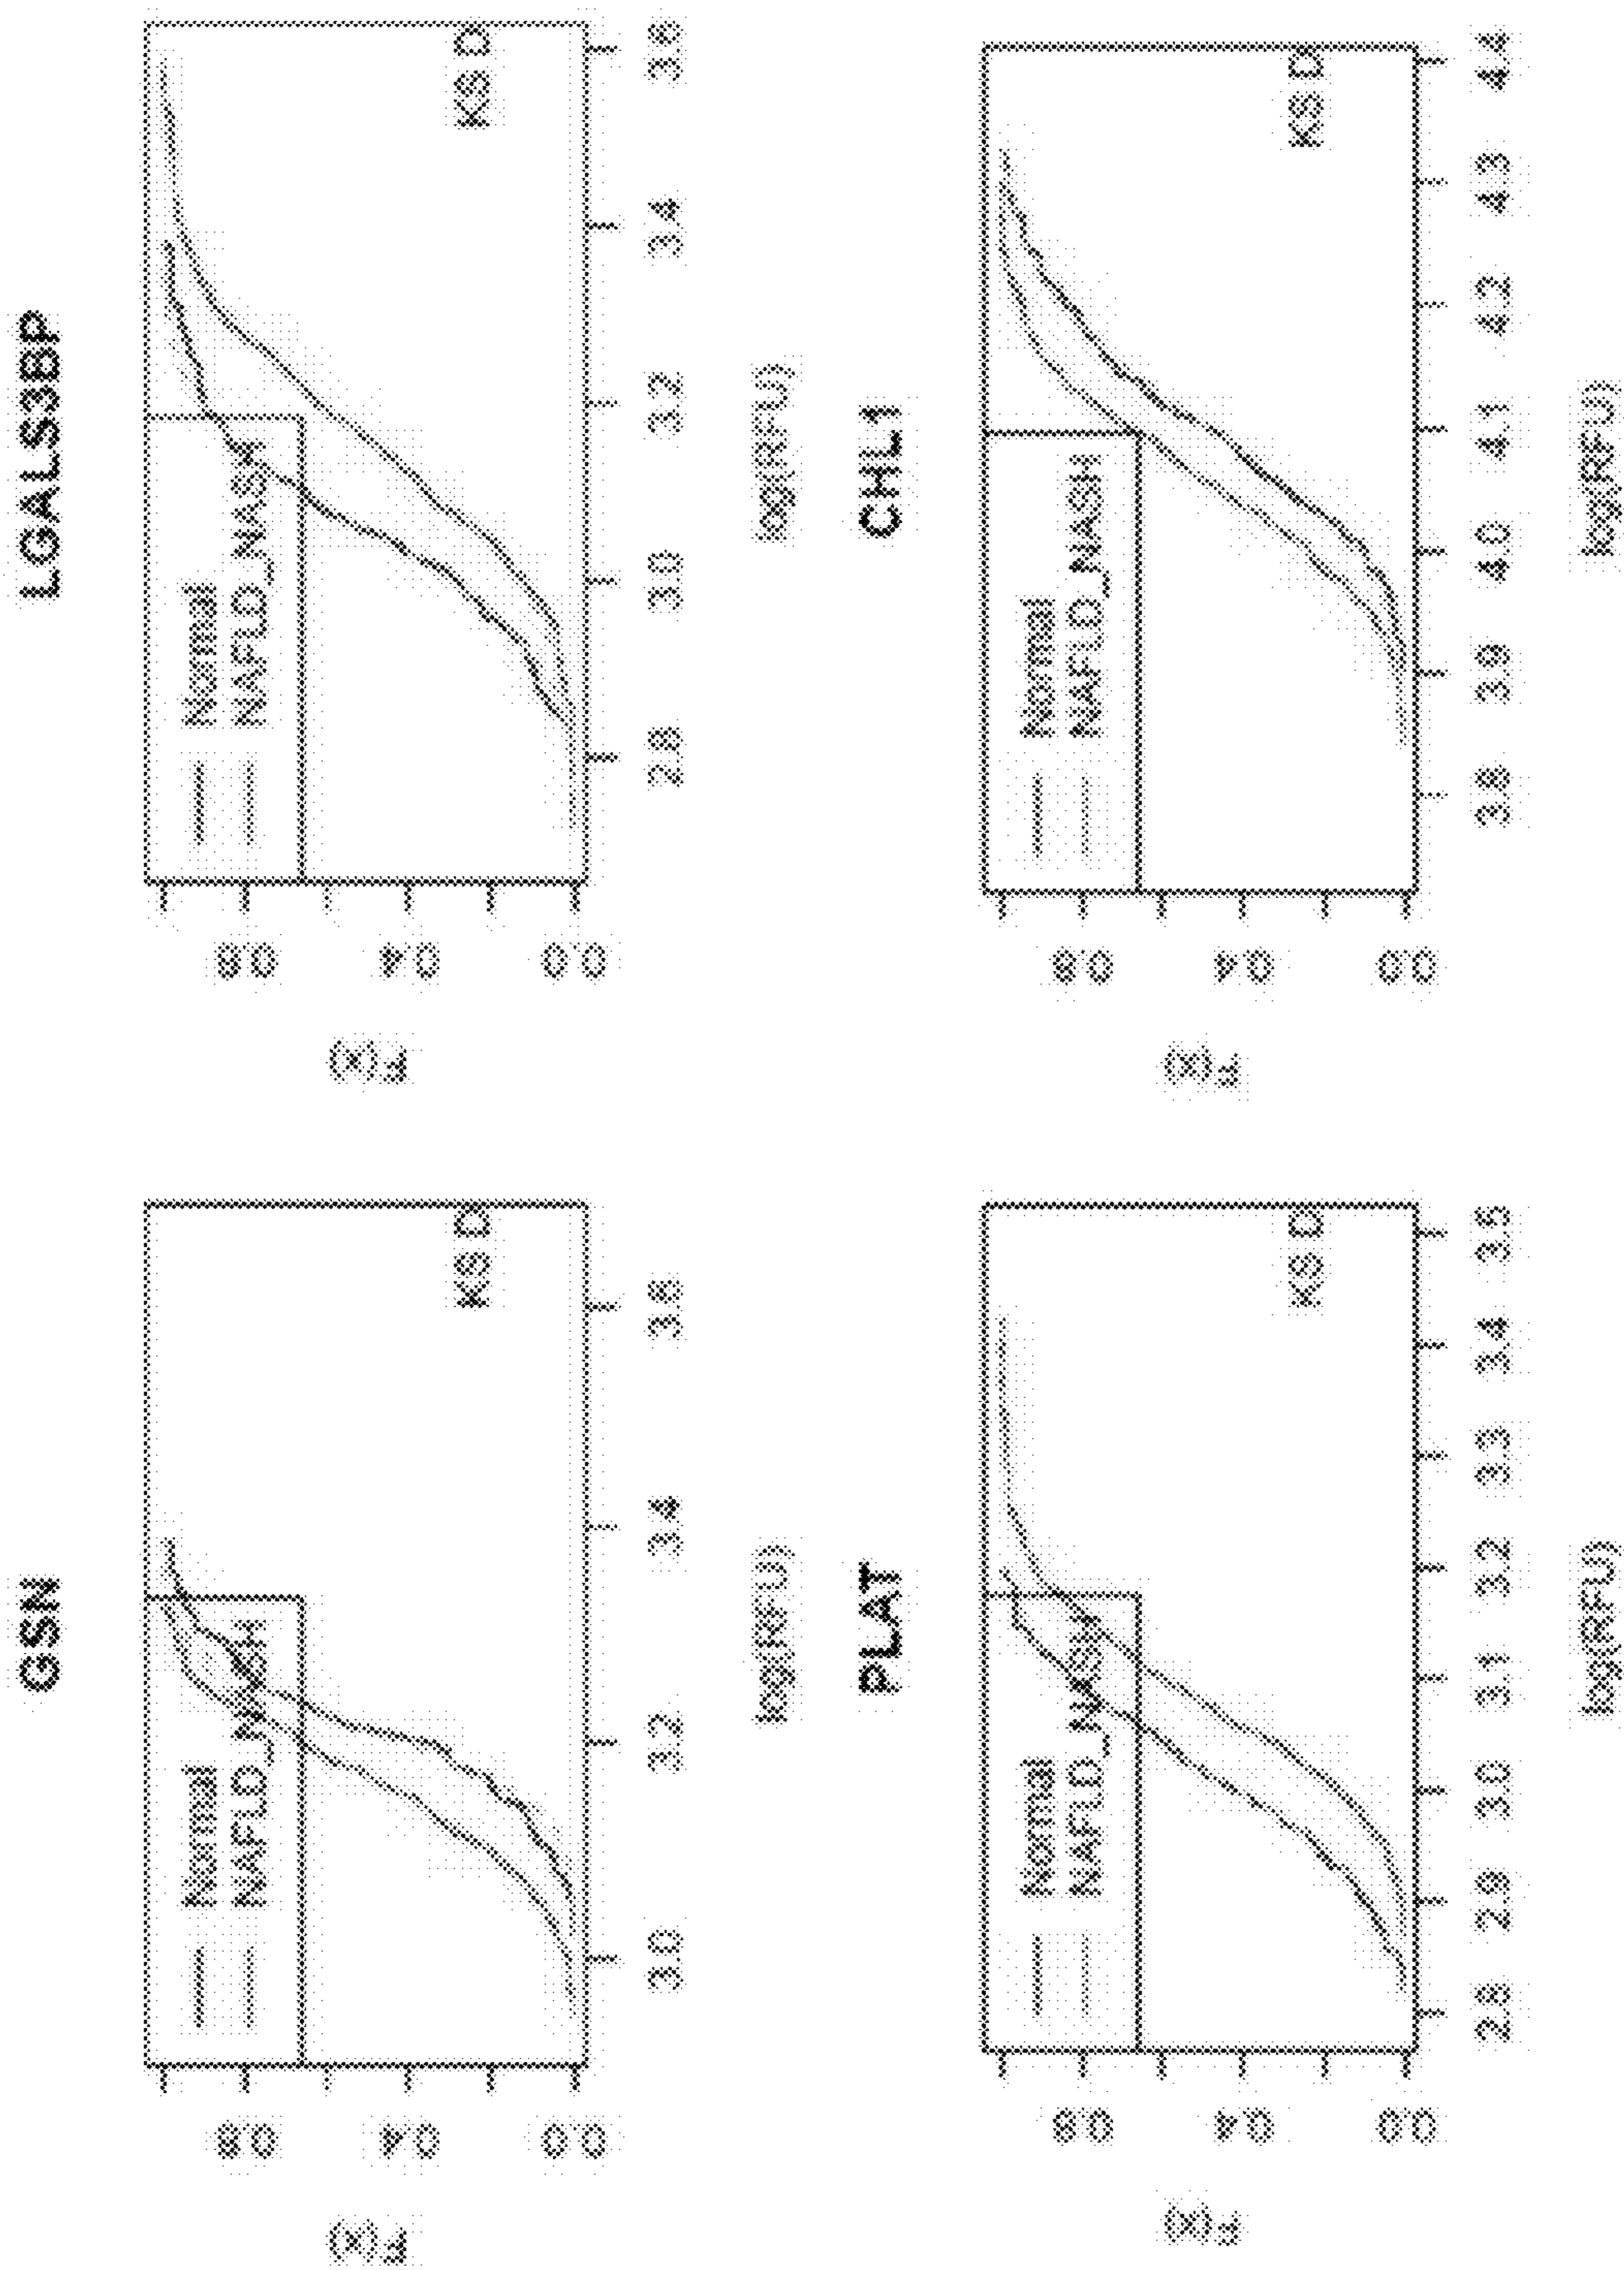 GSN
F(x)
0.8
0.4
0.0
Normal
NAFLD_NASH
KS D
3.0 3.2 3.4 3.6
log(RFU)
LGALS3BP
F(x)
0.8
0.4
0.0
Normal
NAFLD_NASH
KS D
2.8 3.0 3.2 3.4 3.6
log(RFU)
PLAT
F(x)
0.8
0.4
0.0
Normal
NAFLD_NASH
KS D
2.8 2.9 3.0 3.1 3.2 3.3 3.4 3.5
log(RFU)
CHL1
F(x)
0.8
0.4
0.0
Normal
NAFLD_NASH
KS D
3.8 3.9 4.0 4.1 4.2 4.3 4.4
log(RFU)